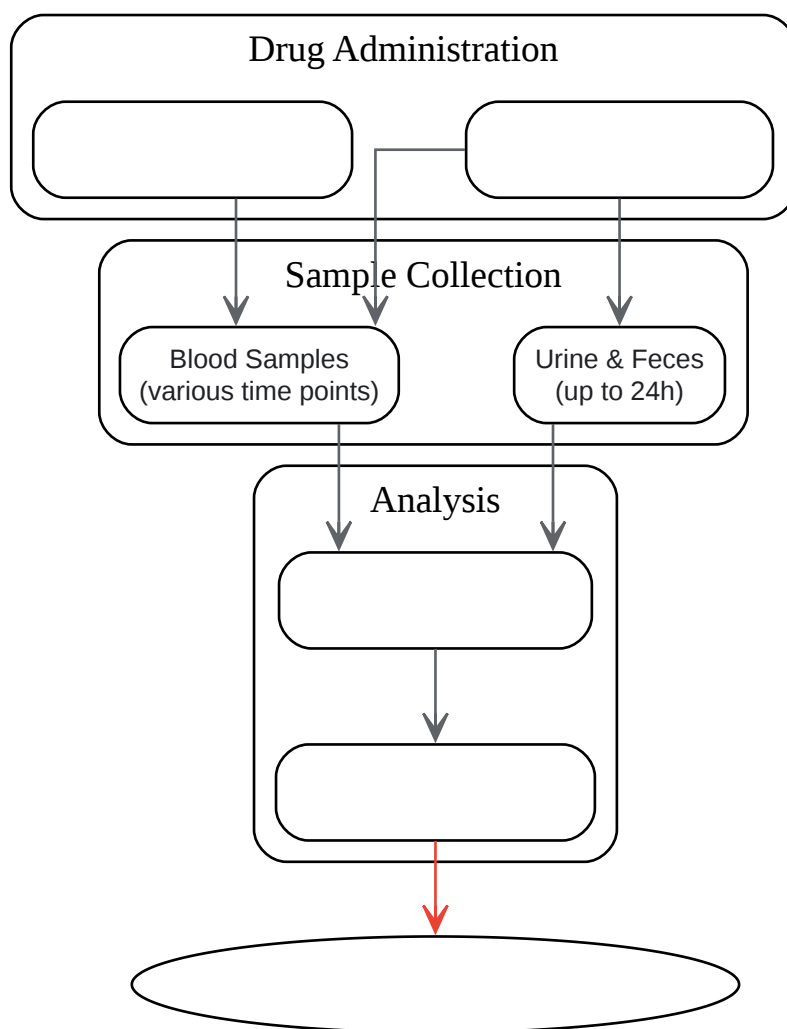 Drug Administration
Sample Collection
Blood Samples
(various time points)
Urine & Feces
(up to 24h)
Analysis